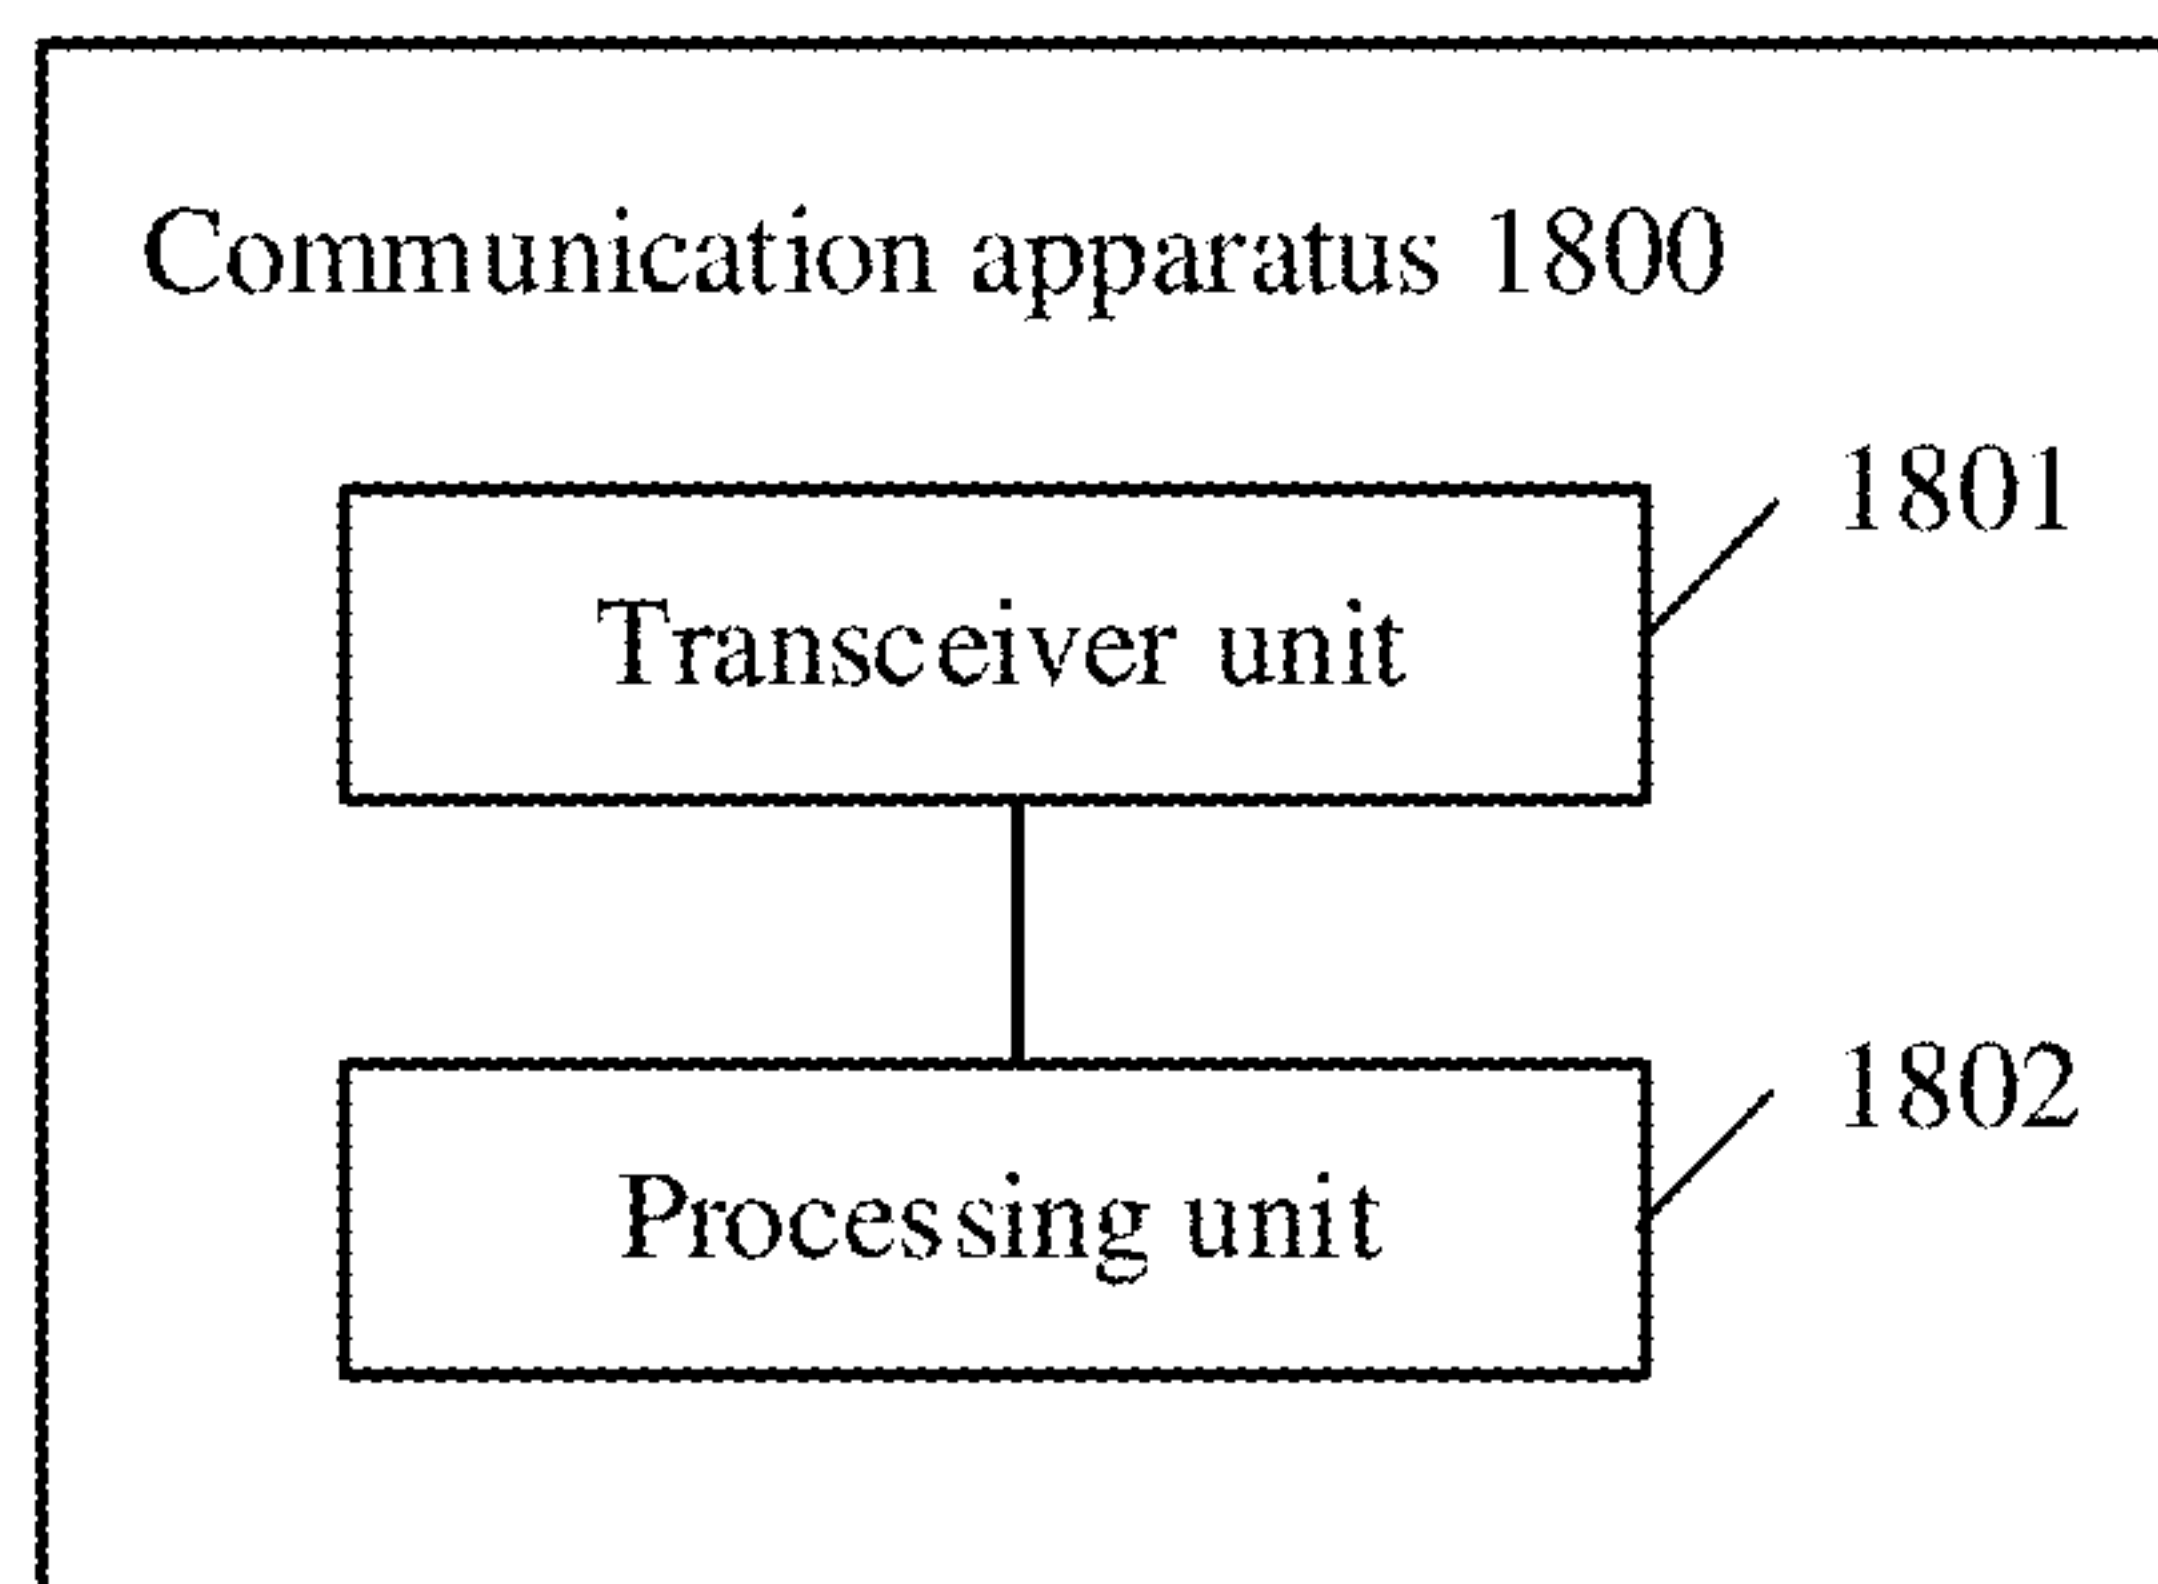 Communication apparatus 1800
1801
Transceiver unit
1802
Processing unit